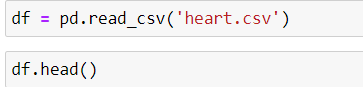 df = pd.read_csv('heart.csv')
df.head()